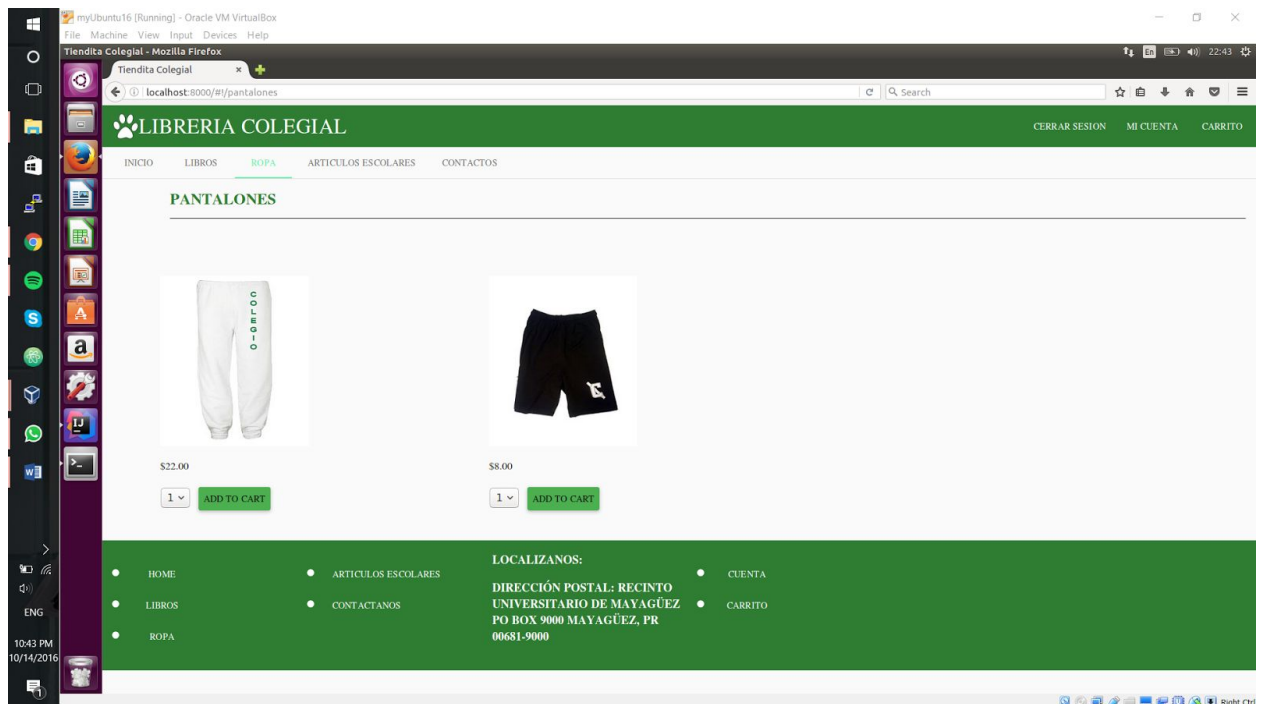 myUbuntu16 [Running] - Oracle VM VirtualBox
File Machine View Input Devices Help
Tiendita Colegial - Mozilla Firefox
En 22:43
Tiendita Colegial
localhost:8000/#!/pantalones
Search
LIBRERIA COLEGIAL
CERRAR SESION MI CUENTA CARRITO
INICIO LIBROS ROPA ARTICULOS ESCOLARES CONTACTOS
PANTALONES
COLEGIO
$22.00
$8.00
1 ADD TO CART
1 ADD TO CART
HOME
LIBROS
ROPA
ARTICULOS ESCOLARES
CONTACTANOS
LOCALIZANOS:
DIRECCIÓN POSTAL: RECINTO
UNIVERSITARIO DE MAYAGÜEZ
PO BOX 9000 MAYAGÜEZ, PR
00681-9000
CUENTA
CARRITO
ENG
10:43 PM
10/14/2016
1
Right Ctrl